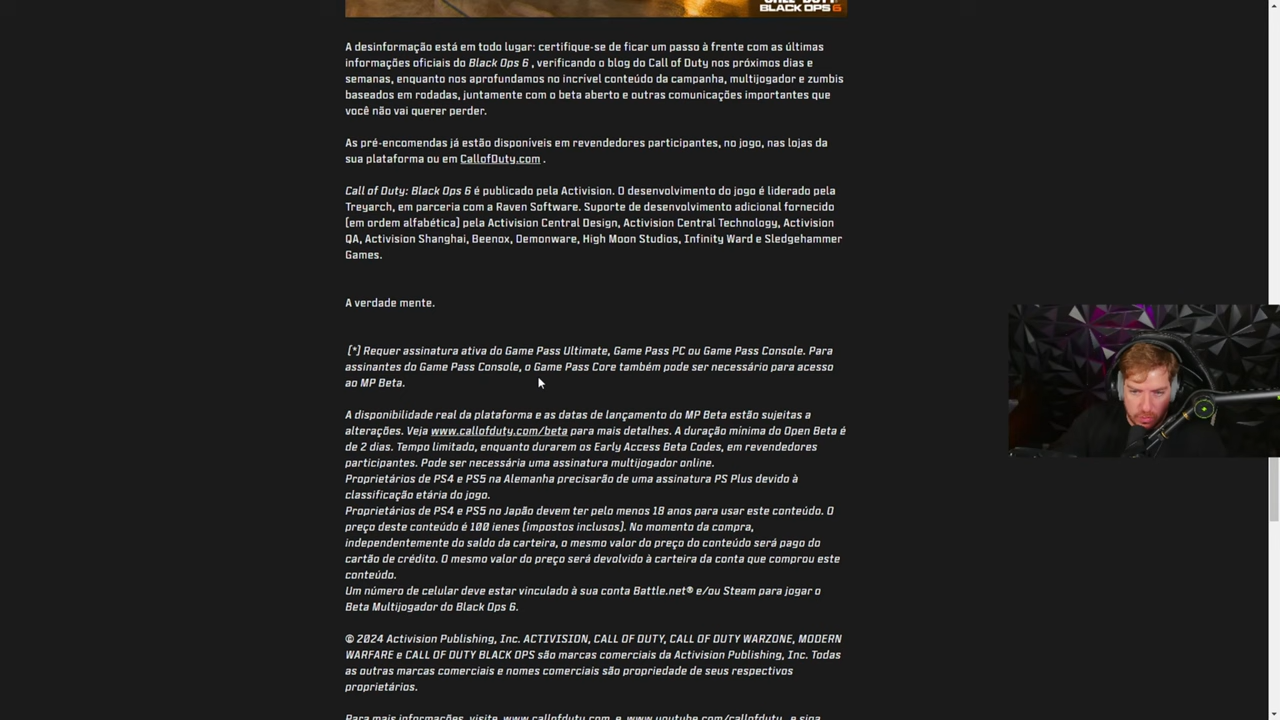 CALL OF DUTY
BLACK OPS 6
A desinformação está em todo lugar: certifique-se de ficar um passo à frente com as últimas
informações oficiais do Black Ops 6 , verificando o blog do Call of Duty nos próximos dias e
semanas, enquanto nos aprofundamos no incrível conteúdo da campanha, multijogador e zumbis
baseados em rodadas, juntamente com o beta aberto e outras comunicações importantes que
você não vai querer perder.
As pré-encomendas já estão disponíveis em revendedores participantes, no jogo, nas lojas da
sua plataforma ou em CallofDuty.com .
Call of Duty: Black Ops 6 é publicado pela Activision. O desenvolvimento do jogo é liderado pela
Treyarch, em parceria com a Raven Software. Suporte de desenvolvimento adicional fornecido
(em ordem alfabética) pela Activision Central Design, Activision Central Technology, Activision
QA, Activision Shanghai, Beenox, Demonware, High Moon Studios, Infinity Ward e Sledgehammer
Games.
A verdade mente.
(*) Requer assinatura ativa do Game Pass Ultimate, Game Pass PC ou Game Pass Console. Para
assinantes do Game Pass Console, o Game Pass Core também pode ser necessário para acesso
ao MP Beta.
A disponibilidade real da plataforma e as datas de lançamento do MP Beta estão sujeitas a
alterações. Veja www.callofduty.com/beta para mais detalhes. A duração mínima do Open Beta é
de 2 dias. Tempo limitado, enquanto durarem os Early Access Beta Codes, em revendedores
participantes. Pode ser necessária uma assinatura multijogador online.
Proprietários de PS4 e PS5 na Alemanha precisarão de uma assinatura PS Plus devido à
classificação etária do jogo.
Proprietários de PS4 e PS5 no Japão devem ter pelo menos 18 anos para usar este conteúdo. O
preço deste conteúdo é 100 ienes (impostos inclusos). No momento da compra,
independentemente do saldo da carteira, o mesmo valor do preço do conteúdo será pago do
cartão de crédito. O mesmo valor do preço será devolvido à carteira da conta que comprou este
conteúdo.
Um número de celular deve estar vinculado à sua conta Battle.net® e/ou Steam para jogar o
Beta Multijogador do Black Ops 6.
© 2024 Activision Publishing, Inc. ACTIVISION, CALL OF DUTY, CALL OF DUTY WARZONE, MODERN
WARFARE e CALL OF DUTY BLACK OPS são marcas comerciais da Activision Publishing, Inc. Todas
as outras marcas comerciais e nomes comerciais são propriedade de seus respectivos
proprietários.
Para mais informações, visite www.callofduty.com e www.youtube.com/callofduty , e siga